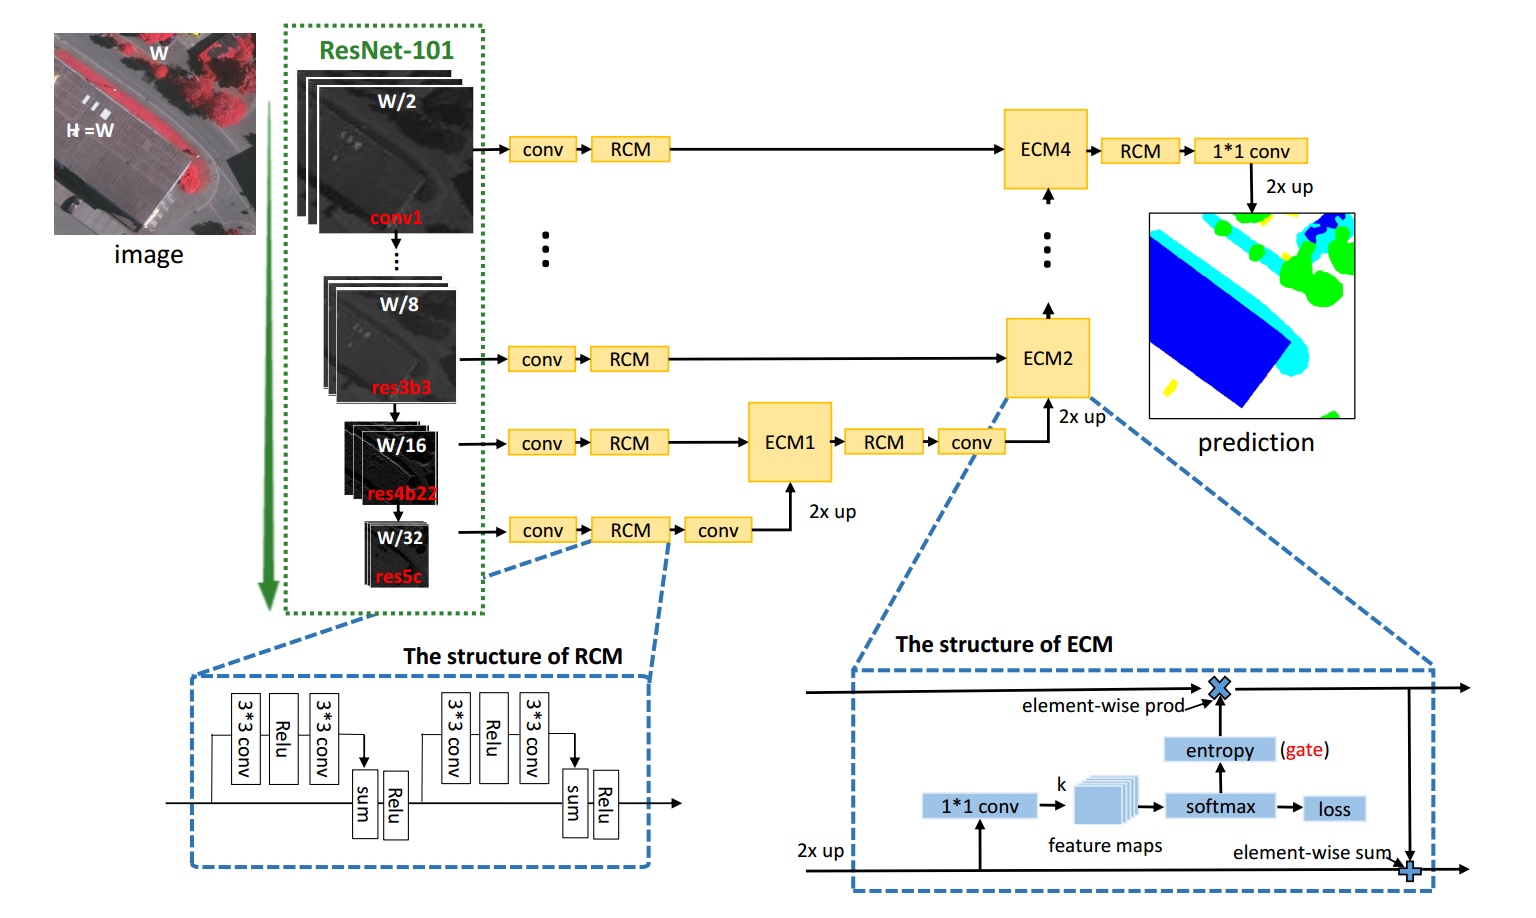 ResNet-101
W
H =W
image
W/2
conv1
conv
RCM
ECM4
RCM
1*1 conv
2x up
W/8
res3b3
conv
RCM
ECM2
2x up
prediction
W/16
res4b22
conv
RCM
ECM1
RCM
conv
2x up
W/32
res5c
conv
RCM
conv
The structure of RCM
3*3 conv
Relu
3*3 conv
sum
Relu
3*3 conv
Relu
3*3 conv
sum
Relu
The structure of ECM
element-wise prod
entropy
(gate)
k
1*1 conv
softmax
loss
feature maps
2x up
element-wise sum